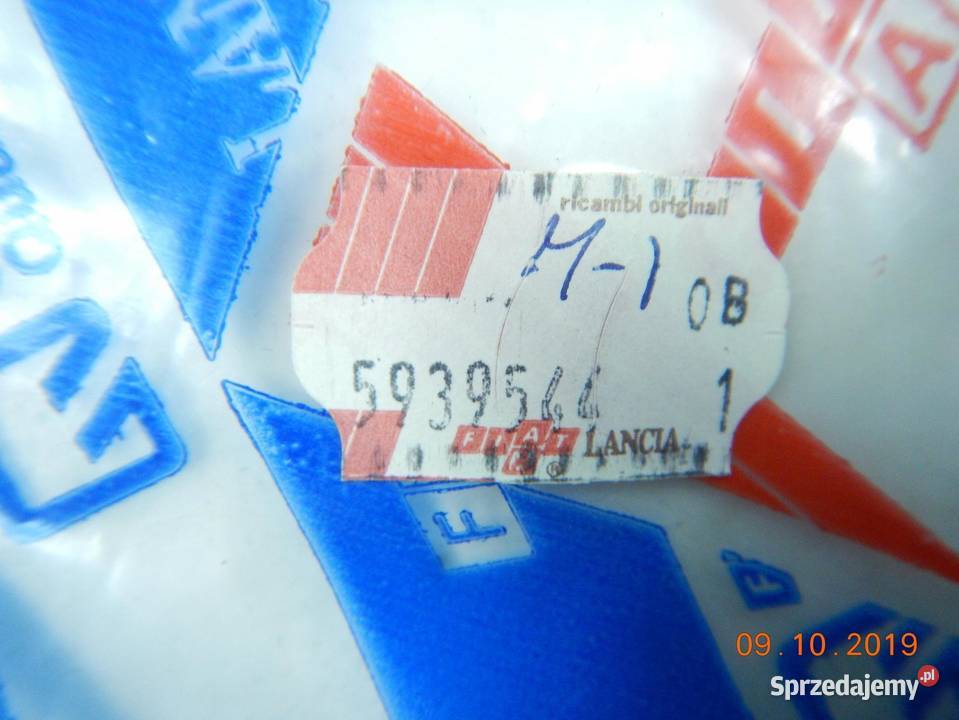 ricambi originali
M-1
0B
5939544 1
FIAT LANCIA ®
F
F
09.10.2019
Sprzedajemy.pl